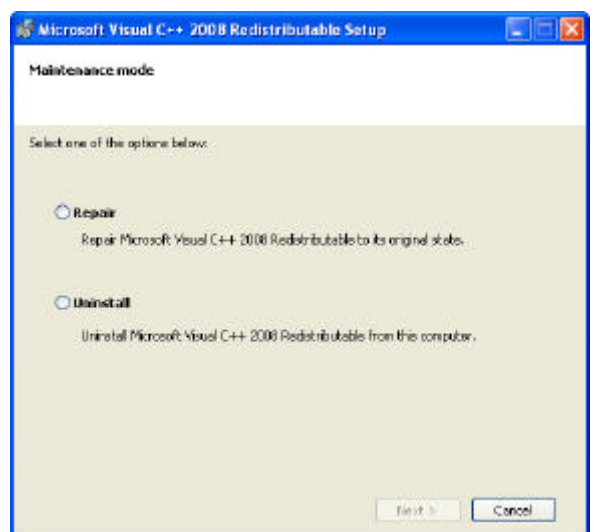 Microsoft Visual C++ 2008 Redistributable Setup
Maintenance mode
Select one of the options below:
Repair
Repair Microsoft Visual C++ 2008 Redistributable to its original state.
Uninstall
Uninstall Microsoft Visual C++ 2008 Redistributable from this computer.
Next >
Cancel